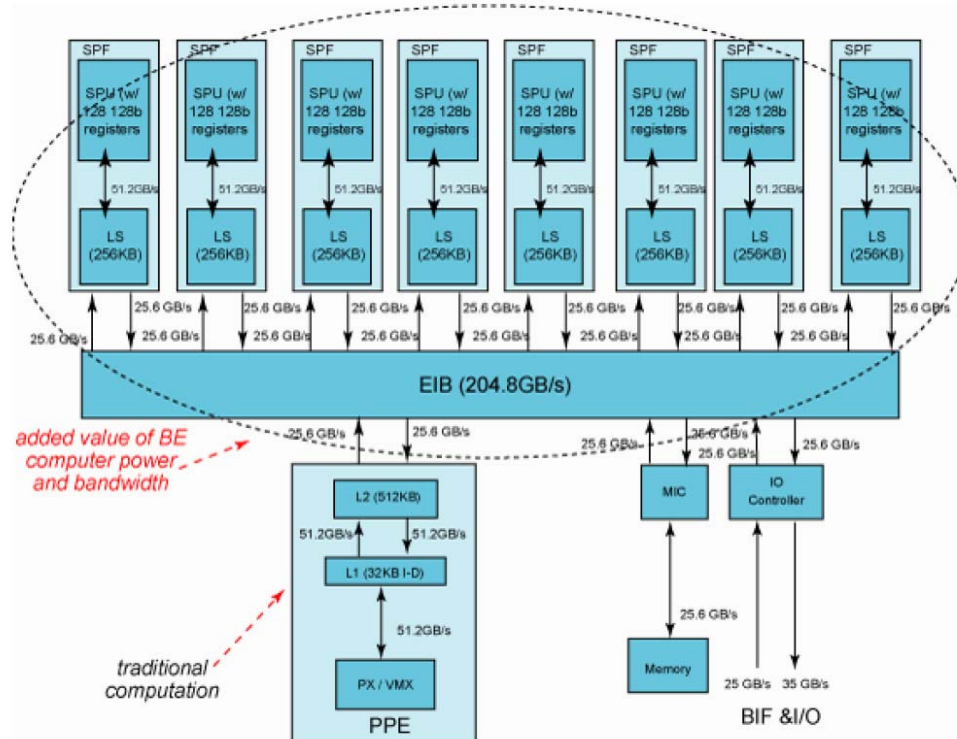 SPF SPF SPF SPF SPF SPF SPF SPF
SPU (w/ SPU (w/ SPU (w/ SPU (w/ SPU (w/ SPU (w/ SPU (w/ SPU (w/
128 128b 128 128b 128 128b 128 128b 128 128b 128 128b 128 128b 128 128b
registers registers registers registers registers registers registers registers
51.2GB/s 51.2GB/s 51.2GB/s 51.2GB/s 51.2GB/s 51.2GB/s 51.2GB/s 51.2GB/s
LS LS LS LS LS LS LS LS
(256KB) (256KB) (256KB) (256KB) (256KB) (256KB) (256KB) (256KB)
25.6 GB/s 25.6 GB/s 25.6 GB/s 25.6 GB/s 25.6 GB/s 25.6 GB/s 25.6 GB/s 25.6 GB/s
25.6 GB/s 25.6 GB/s 25.6 GB/s 25.6 GB/s 25.6 GB/s 25.6 GB/s 25.6 GB/s 25.6 GB/s
EIB (204.8GB/s)
added value of BE
computer power
and bandwidth
25.6 GB/s 25.6 GB/s 25.6 GB/s 25.6 GB/s 25.6 GB/s
25.6 GB/s
L2 (512KB)
51.2GB/s 51.2GB/s
L1 (32KB I-D)
51.2GB/s
PX / VMX
PPE
traditional
computation
MIC
IO
Controller
25.6 GB/s
Memory
25 GB/s 35 GB/s
BIF &I/O